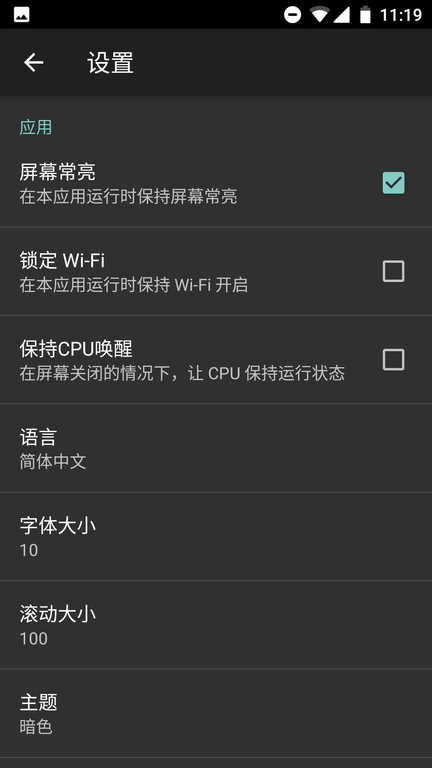 11:19
设置
应用
屏幕常亮
在本应用运行时保持屏幕常亮
锁定 Wi-Fi
在本应用运行时保持 Wi-Fi 开启
保持CPU唤醒
在屏幕关闭的情况下，让 CPU 保持运行状态
语言
简体中文
字体大小
10
滚动大小
100
主题
暗色